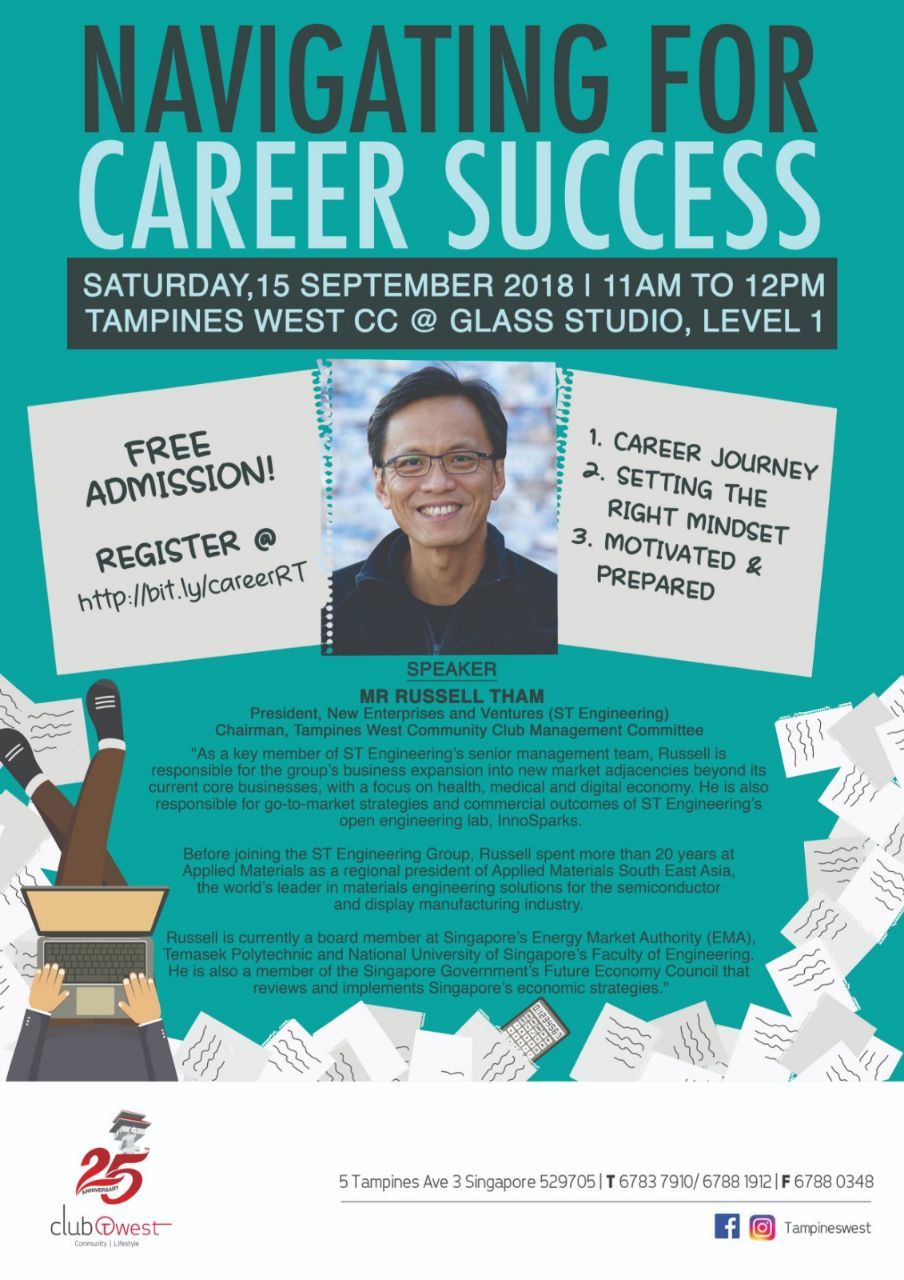 NAVIGATING FOR
CAREER SUCCESS
SATURDAY,15 SEPTEMBER 2018 | 11AM TO 12PM
TAMPINES WEST CC @ GLASS STUDIO, LEVEL 1
FREE
ADMISSION!
REGISTER @
http://bit.ly/careerRT
1. CAREER JOURNEY
2. SETTING THE
RIGHT MINDSET
3. MOTIVATED &
PREPARED
SPEAKER
MR RUSSELL THAM
President, New Enterprises and Ventures (ST Engineering)
Chairman, Tampines West Community Club Management Committee
"As a key member of ST Engineering's senior management team, Russell is
responsible for the group's business expansion into new market adjacencies beyond its
current core businesses, with a focus on health, medical and digital economy. He is also
responsible for go-to-market strategies and commercial outcomes of ST Engineering's
open engineering lab, InnoSparks.
Before joining the ST Engineering Group, Russell spent more than 20 years at
Applied Materials as a regional president of Applied Materials South East Asia,
the world's leader in materials engineering solutions for the semiconductor
and display manufacturing industry.
Russell is currently a board member at Singapore's Energy Market Authority (EMA),
Temasek Polytechnic and National University of Singapore's Faculty of Engineering.
He is also a member of the Singapore Government's Future Economy Council that
reviews and implements Singapore's economic strategies."
01234567
25
ANNIVERSARY
club Twest
Community | Lifestyle
5 Tampines Ave 3 Singapore 529705 | T 6783 7910/ 6788 1912 | F 6788 0348
Tampineswest